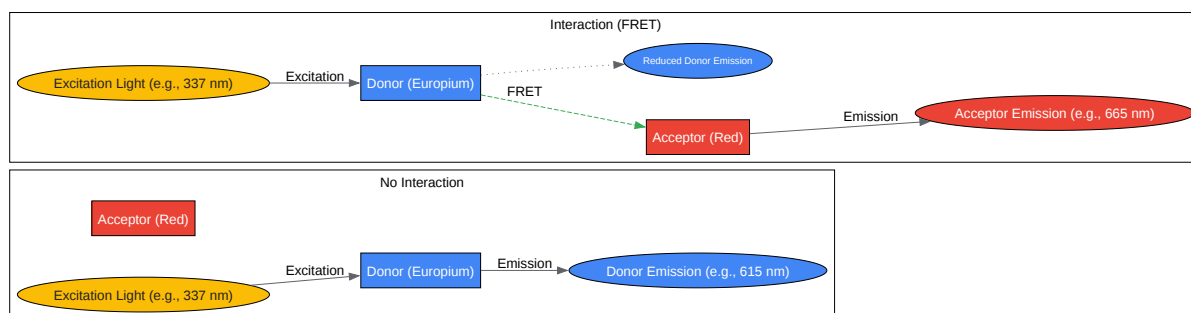 Interaction (FRET)
Excitation Light (e.g., 337 nm)
Excitation
Donor (Europium)
Reduced Donor Emission
FRET
Acceptor (Red)
Emission
Acceptor Emission (e.g., 665 nm)
No Interaction
Acceptor (Red)
Excitation Light (e.g., 337 nm)
Excitation
Donor (Europium)
Emission
Donor Emission (e.g., 615 nm)